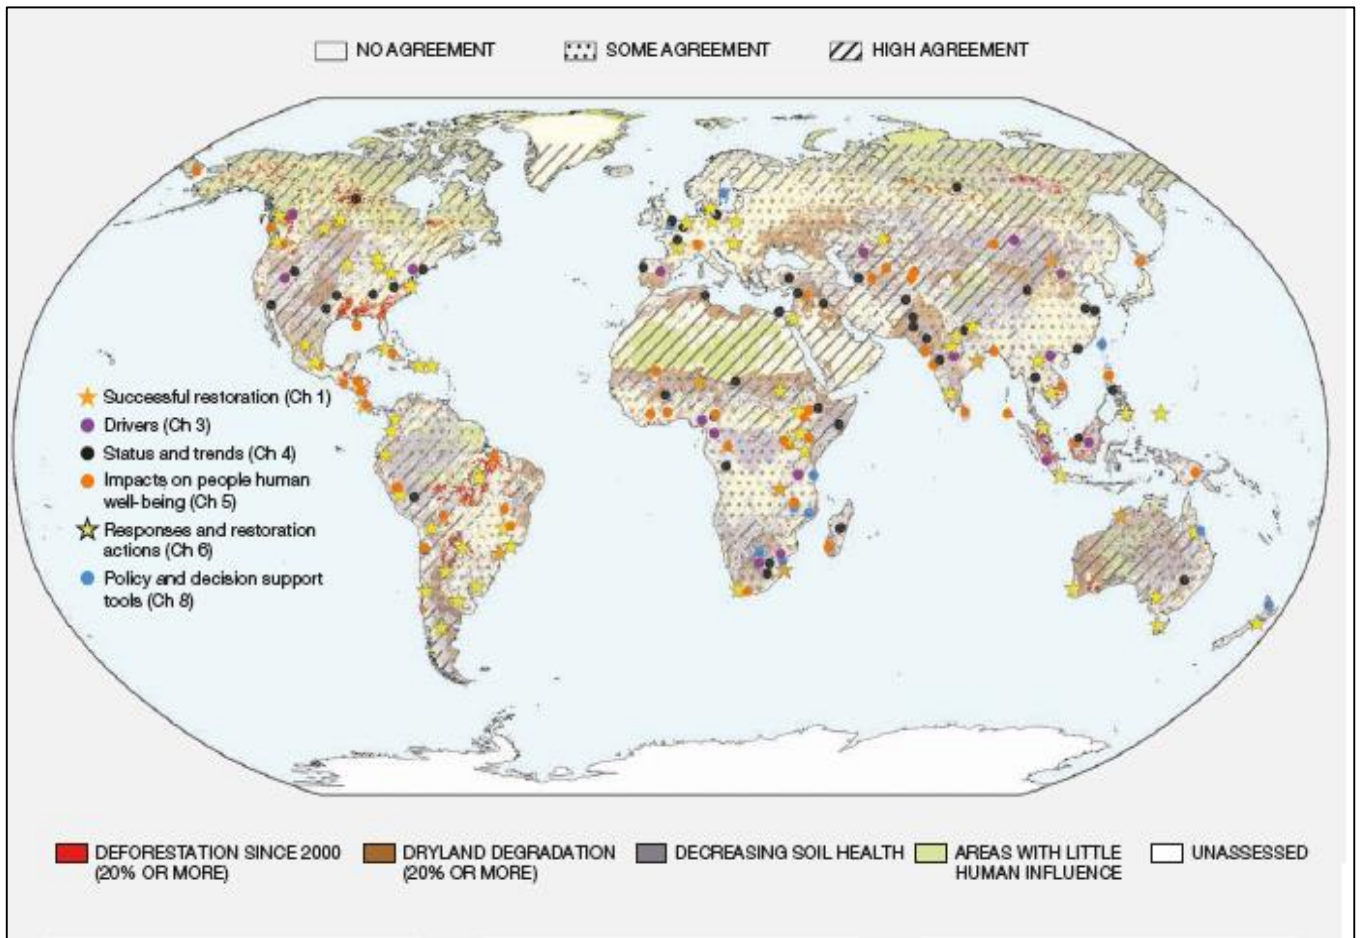 NO AGREEMENT
SOME AGREEMENT
HIGH AGREEMENT
Successful restoration (Ch 1)
Drivers (Ch 3)
Status and trends (Ch 4)
Impacts on people human
well-being (Ch 5)
Responses and restoration
actions (Ch 6)
Policy and decision support
tools (Ch 8)
DEFORESTATION SINCE 2000
(20% OR MORE)
DRYLAND DEGRADATION
(20% OR MORE)
DECREASING SOIL HEALTH
AREAS WITH LITTLE
HUMAN INFLUENCE
UNASSESSED